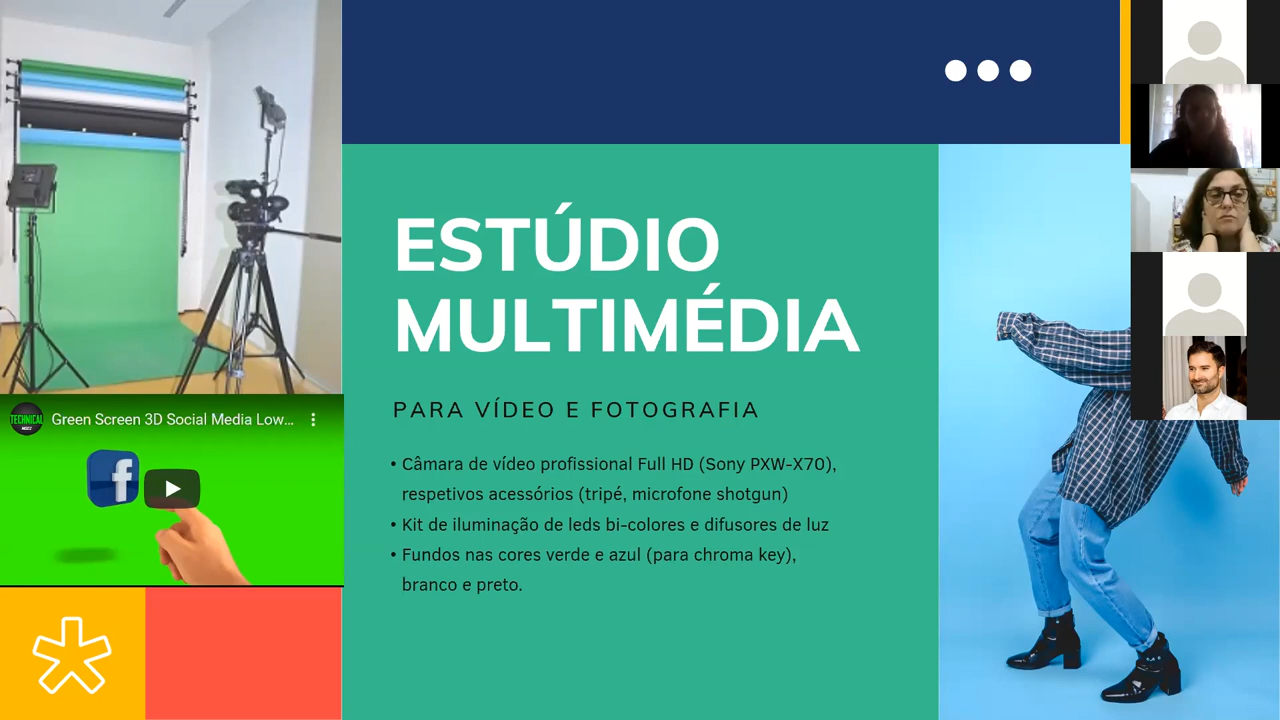 ESTÚDIO
MULTIMÉDIA
PARA VÍDEO E FOTOGRAFIA
• Câmara de vídeo profissional Full HD (Sony PXW-X70),
respetivos acessórios (tripé, microfone shotgun)
• Kit de iluminação de leds bi-colores e difusores de luz
• Fundos nas cores verde e azul (para chroma key),
branco e preto.
TECHNICAL
Green Screen 3D Social Media Low...
f